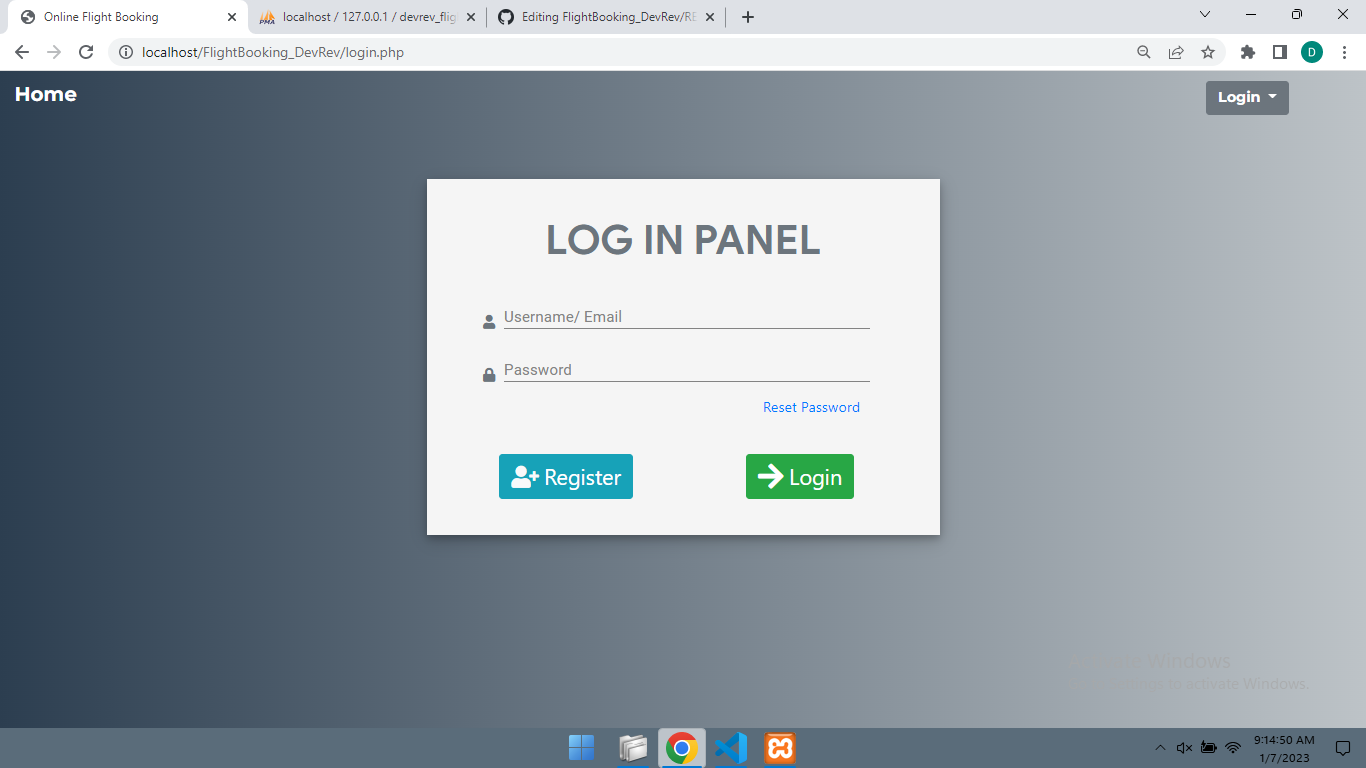 Online Flight Booking
localhost / 127.0.0.1 / devrev_flig
Editing FlightBooking_DevRev/RE
localhost/FlightBooking_DevRev/login.php
D
Home
Login
LOG IN PANEL
Username/ Email
Password
Reset Password
Register
Login
Windows
to activate Windows.
9:14:50 AM
1/7/2023